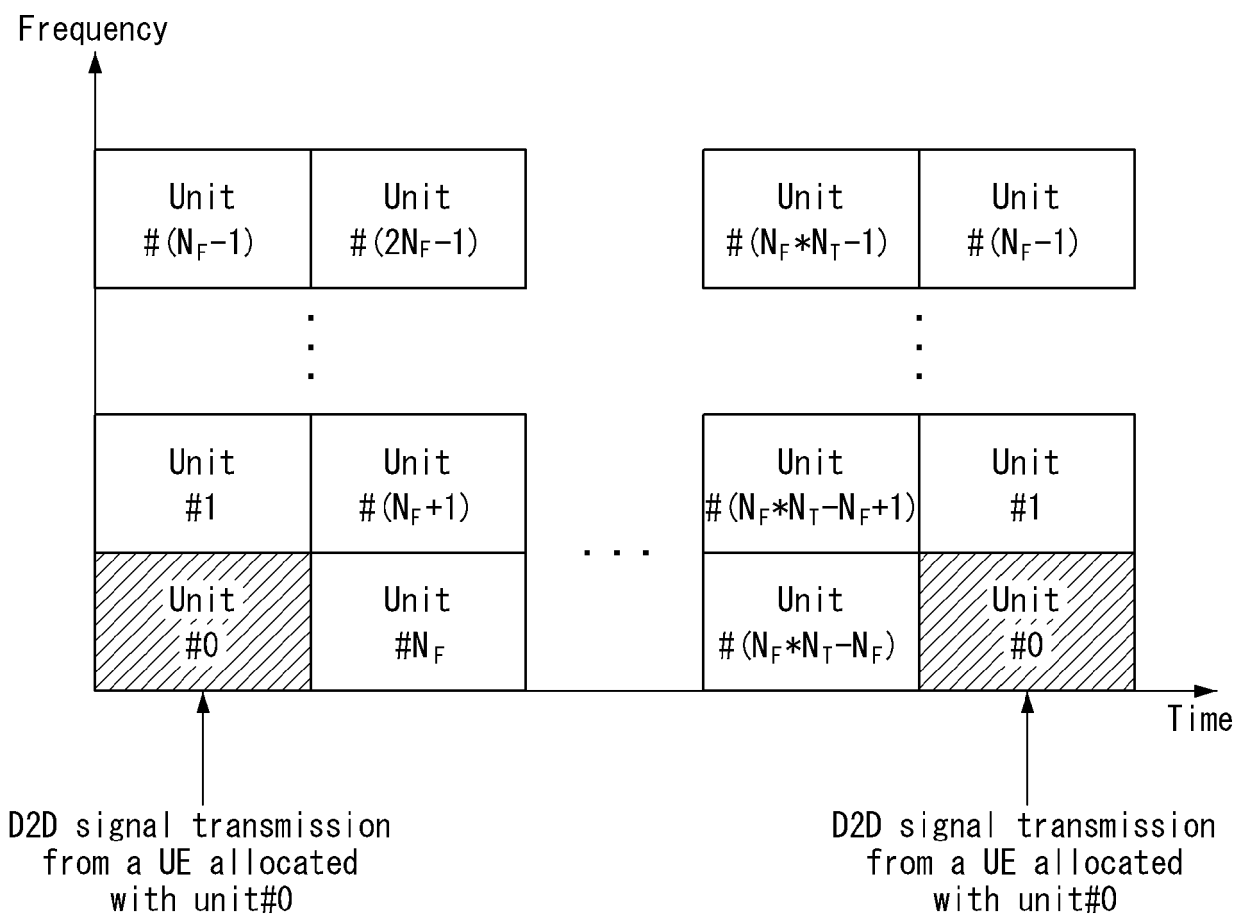 Frequency
Unit
#(N_F-1)
Unit
#(2N_F-1)
Unit
#(N_F*N_T-1)
Unit
#(N_F-1)
Unit
#1
Unit
#(N_F+1)
Unit
#(N_F*N_T-N_F+1)
Unit
#1
Unit
#0
Unit
#N_F
Unit
#(N_F*N_T-N_F)
Unit
#0
Time
D2D signal transmission
from a UE allocated
with unit#0
D2D signal transmission
from a UE allocated
with unit#0